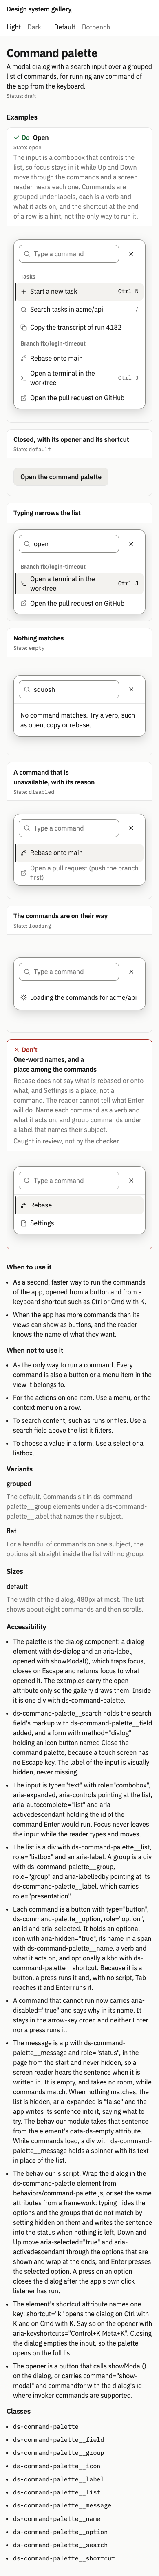 Design system gallery
Light Dark Default Botbench
Command palette
A modal dialog with a search input over a grouped
list of commands, for running any command of
the app from the keyboard.
Status: draft
Examples
Do Open
State: open
The input is a combobox that controls the
list, so focus stays in it while Up and Down
move through the commands and a screen
reader hears each one. Commands are
grouped under labels, each is a verb and
what it acts on, and the shortcut at the end
of a row is a hint, not the only way to run it.
Type a command
Tasks
Start a new task Ctrl N
Search tasks in acme/api /
Copy the transcript of run 4182
Branch fix/login-timeout
Rebase onto main
Open a terminal in the Ctrl J
worktree
Open the pull request on GitHub
Closed, with its opener and its shortcut
State: default
Open the command palette
Typing narrows the list
open
Branch fix/login-timeout
Open a terminal in the Ctrl J
worktree
Open the pull request on GitHub
Nothing matches
State: empty
squosh
No command matches. Try a verb, such
as open, copy or rebase.
A command that is
unavailable, with its reason
State: disabled
Type a command
Rebase onto main
Open a pull request (push the branch
first)
The commands are on their way
State: loading
Type a command
Loading the commands for acme/api
Don't
One-word names, and a
place among the commands
Rebase does not say what is rebased or onto
what, and Settings is a place, not a
command. The reader cannot tell what Enter
will do. Name each command as a verb and
what it acts on, and group commands under
a label that names their subject.
Caught in review, not by the checker.
Type a command
Rebase
Settings
When to use it
As a second, faster way to run the commands
of the app, opened from a button and from a
keyboard shortcut such as Ctrl or Cmd with K.
When the app has more commands than its
views can show as buttons, and the reader
knows the name of what they want.
When not to use it
As the only way to run a command. Every
command is also a button or a menu item in the
view it belongs to.
For the actions on one item. Use a menu, or the
context menu on a row.
To search content, such as runs or files. Use a
search field above the list it filters.
To choose a value in a form. Use a select or a
listbox.
Variants
grouped
The default. Commands sit in ds-command-
palette__group elements under a ds-command-
palette__label that names their subject.
flat
For a handful of commands on one subject, the
options sit straight inside the list with no group.
Sizes
default
The width of the dialog, 480px at most. The list
shows about eight commands and then scrolls.
Accessibility
The palette is the dialog component: a dialog
element with ds-dialog and an aria-label,
opened with showModal(), which traps focus,
closes on Escape and returns focus to what
opened it. The examples carry the open
attribute only so the gallery draws them. Inside
it is one div with ds-command-palette.
ds-command-palette__search holds the search
field's markup with ds-command-palette__field
added, and a form with method="dialog"
holding an icon button named Close the
command palette, because a touch screen has
no Escape key. The label of the input is visually
hidden, never missing.
The input is type="text" with role="combobox",
aria-expanded, aria-controls pointing at the list,
aria-autocomplete="list" and aria-
activedescendant holding the id of the
command Enter would run. Focus never leaves
the input while the reader types and moves.
The list is a div with ds-command-palette__list,
role="listbox" and an aria-label. A group is a div
with ds-command-palette__group,
role="group" and aria-labelledby pointing at its
ds-command-palette__label, which carries
role="presentation".
Each command is a button with type="button",
ds-command-palette__option, role="option",
an id and aria-selected. It holds an optional
icon with aria-hidden="true", its name in a span
with ds-command-palette__name, a verb and
what it acts on, and optionally a kbd with ds-
command-palette__shortcut. Because it is a
button, a press runs it, and with no script, Tab
reaches it and Enter runs it.
A command that cannot run now carries aria-
disabled="true" and says why in its name. It
stays in the arrow-key order, and neither Enter
nor a press runs it.
The message is a p with ds-command-
palette__message and role="status", in the
page from the start and never hidden, so a
screen reader hears the sentence when it is
written in. It is empty, and takes no room, while
commands match. When nothing matches, the
list is hidden, aria-expanded is "false" and the
app writes its sentence into it, saying what to
try. The behaviour module takes that sentence
from the element's data-ds-empty attribute.
While commands load, a div with ds-command-
palette__message holds a spinner with its text
in place of the list.
The behaviour is script. Wrap the dialog in the
ds-command-palette element from
behaviors/command-palette.js, or set the same
attributes from a framework: typing hides the
options and the groups that do not match by
setting hidden on them and writes the sentence
into the status when nothing is left, Down and
Up move aria-selected="true" and aria-
activedescendant through the options that are
shown and wrap at the ends, and Enter presses
the selected option. A press on an option
closes the dialog after the app's own click
listener has run.
The element's shortcut attribute names one
key: shortcut="k" opens the dialog on Ctrl with
K and on Cmd with K. Say so on the opener with
aria-keyshortcuts="Control+K Meta+K". Closing
the dialog empties the input, so the palette
opens on the full list.
The opener is a button that calls showModal()
on the dialog, or carries command="show-
modal" and commandfor with the dialog's id
where invoker commands are supported.
Classes
ds-command-palette
ds-command-palette__field
ds-command-palette__group
ds-command-palette__icon
ds-command-palette__label
ds-command-palette__list
ds-command-palette__message
ds-command-palette__name
ds-command-palette__option
ds-command-palette__search
ds-command-palette__shortcut